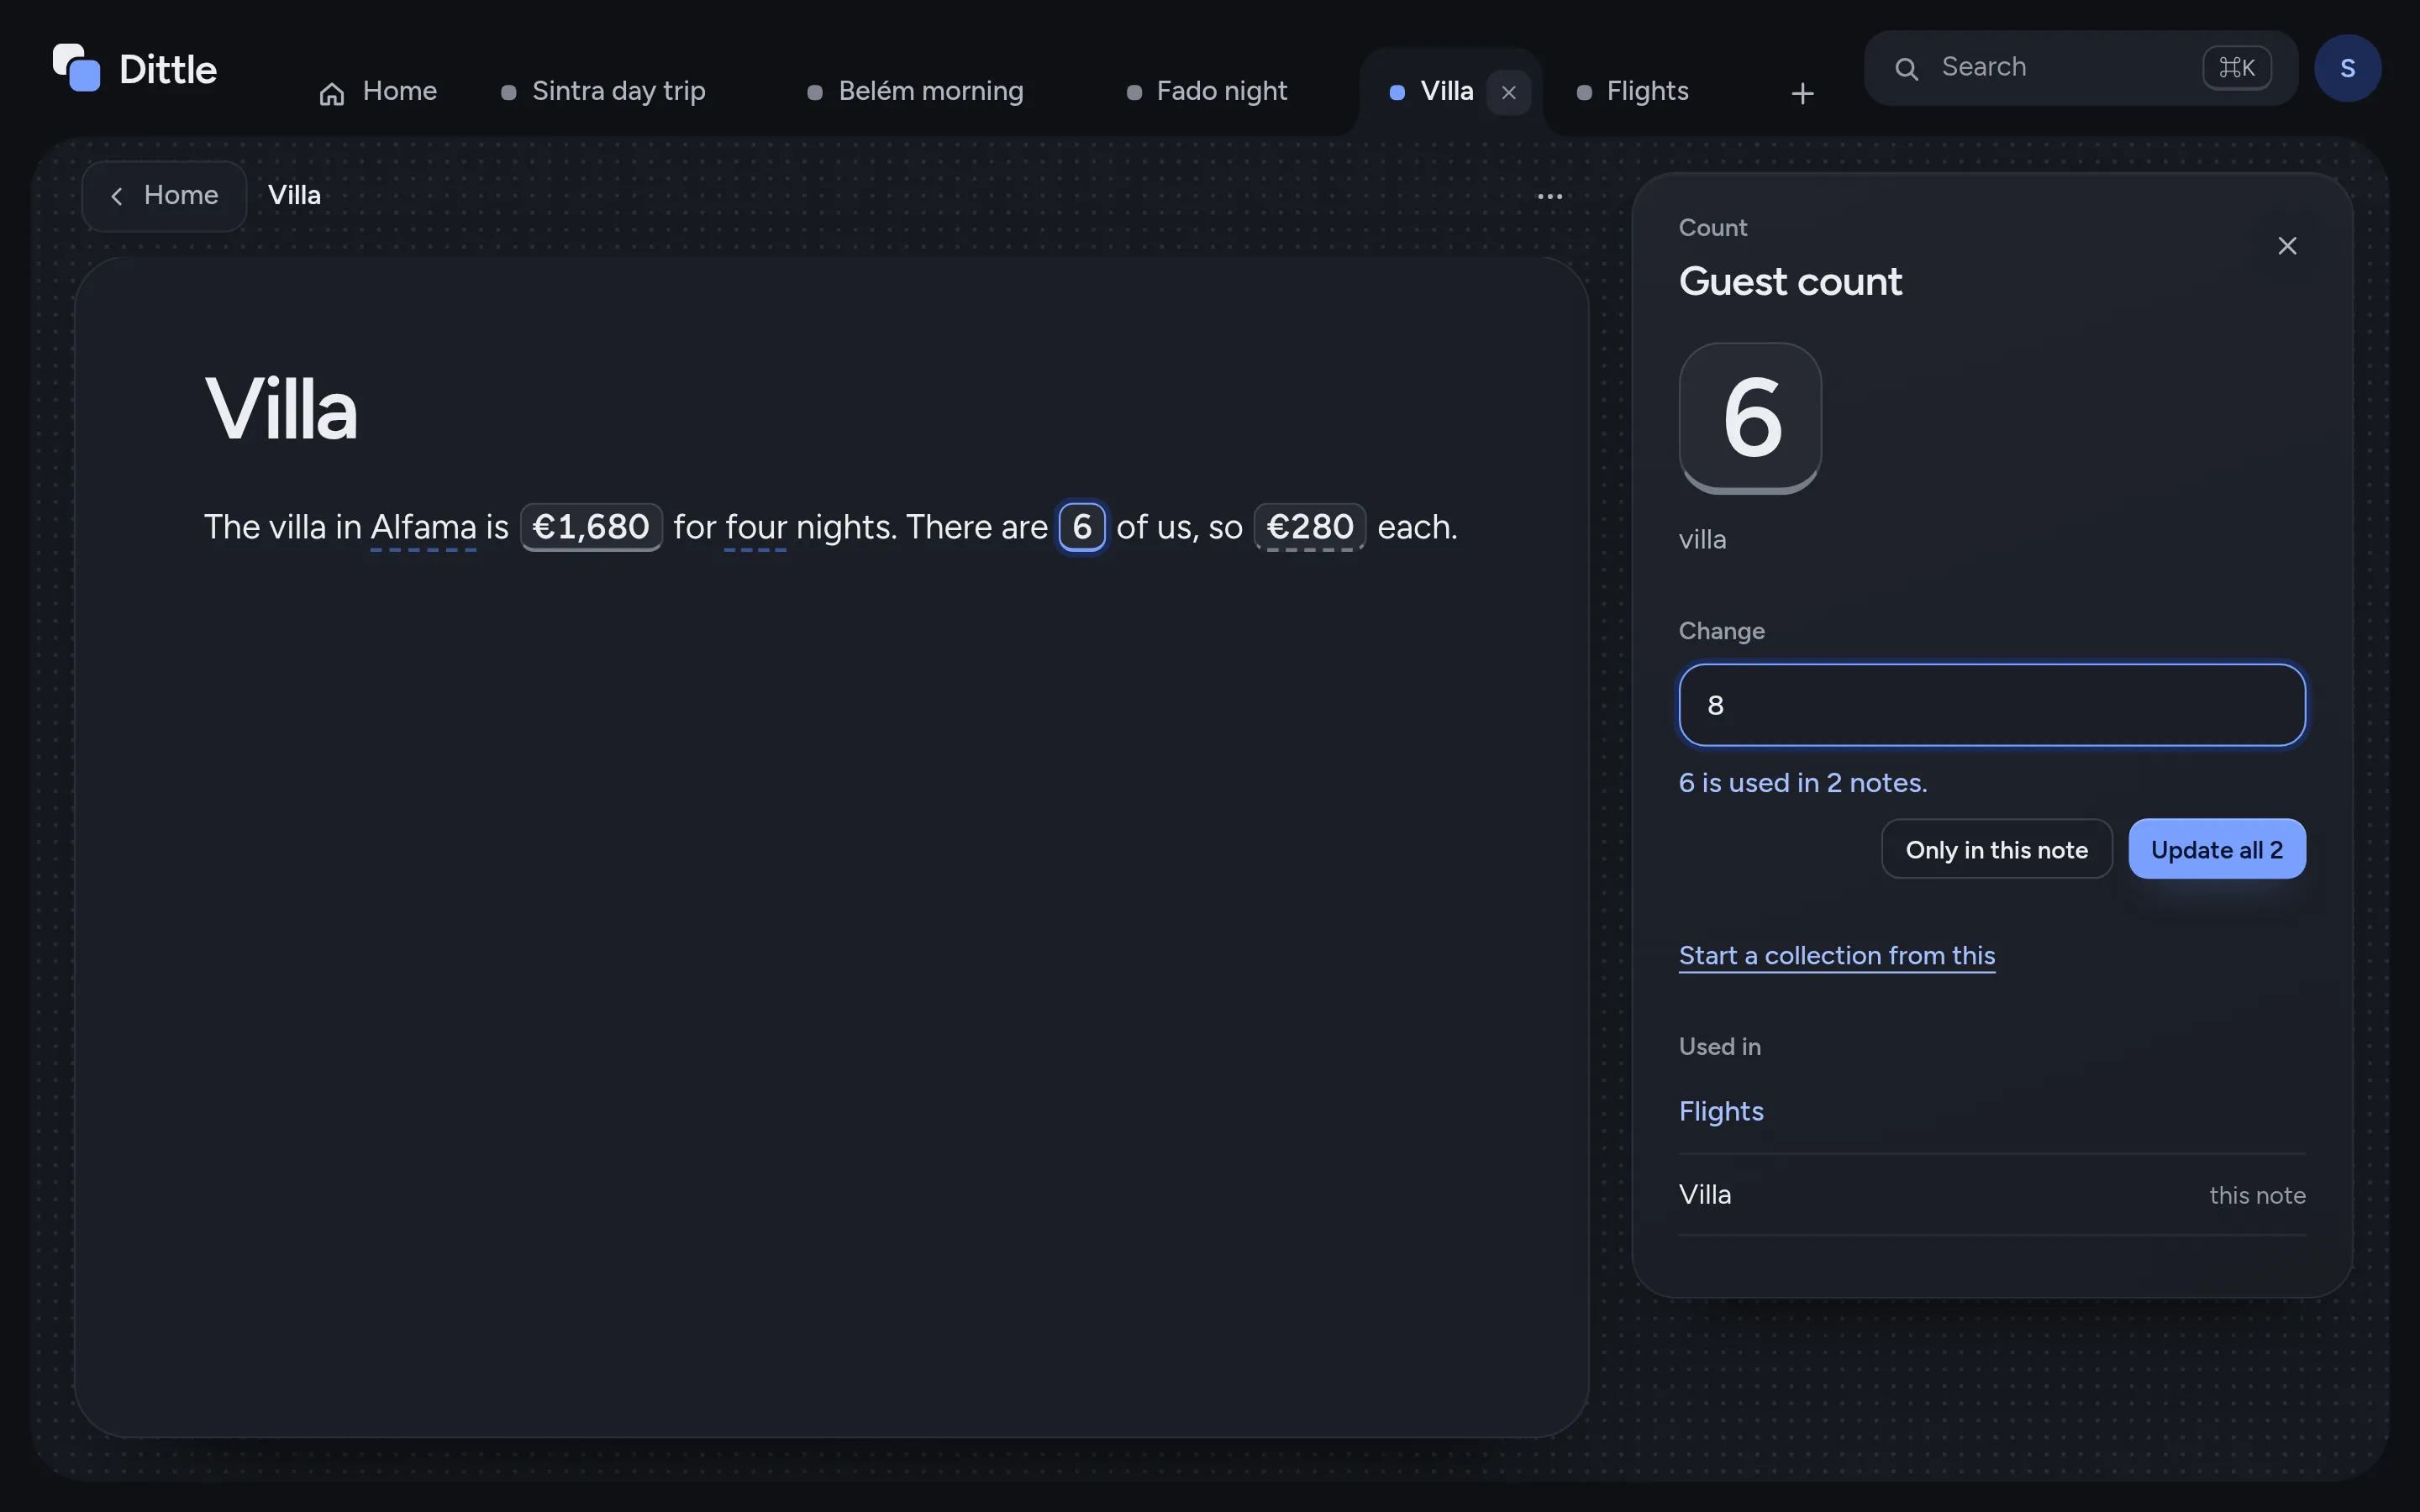 Dittle
Home
Sintra day trip
Belém morning
Fado night
Villa
Flights
Search
⌘K
S
Home
Villa
Villa
The villa in Alfama is €1,680 for four nights. There are 6 of us, so €280 each.
Count
Guest count
6
villa
Change
8
6 is used in 2 notes.
Only in this note
Update all 2
Start a collection from this
Used in
Flights
Villa
this note